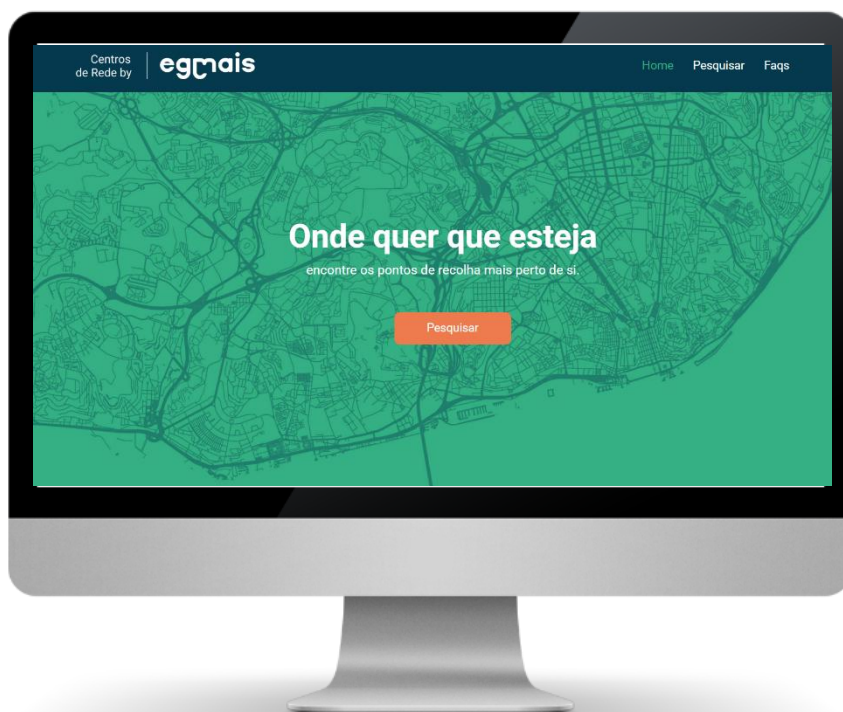 Centros
de Rede by
egmais
Home Pesquisar Faqs
Onde quer que esteja
encontre os pontos de recolha mais perto de si.
Pesquisar